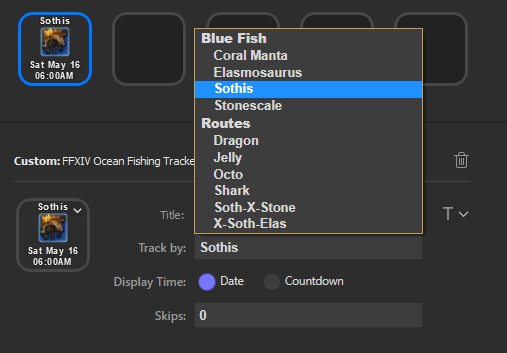 Sothis
Sat May 16
06:00AM
Blue Fish
Coral Manta
Elasmosaurus
Sothis
Stonescale
Routes
Dragon
Jelly
Octo
Shark
Soth-X-Stone
X-Soth-Elas
Custom: FFXIV Ocean Fishing Tracke
Sothis
Sat May 16
06:00AM
Title:
T
Track by: Sothis
Display Time: Date Countdown
Skips: 0